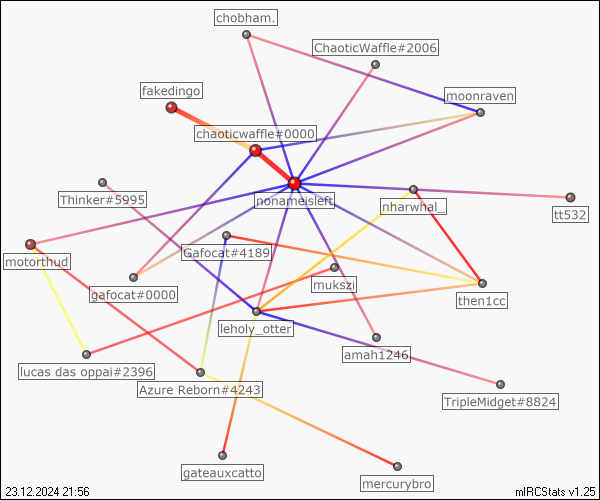 chobham.
ChaoticWaffle#2006
fakedingo
moonraven
chaoticwaffle#0000
Thinker#5995
nonameisleft
nharwhal_
tt532
Gafocat#4189
motorthud
gafocat#0000
mukszi
then1cc
leholy_otter
amah1246
lucas das oppai#2396
Azure Reborn#4243
TripleMidget#8824
gateauxcatto
mercurybro
23.12.2024 21:56
mIRCStats v1.25